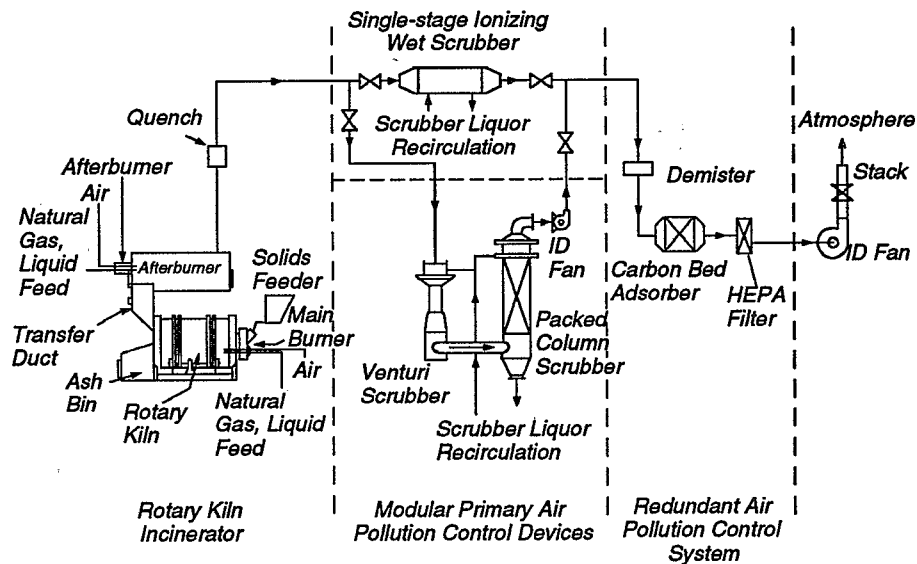 Single-stage Ionizing
Wet Scrubber
Quench
Scrubber Liquor
Recirculation
Atmosphere
Stack
ID Fan
Afterburner
Air
Natural
Gas,
Liquid
Feed
Afterburner
Solids
Feeder
Main
Burner
Air
Transfer
Duct
Ash
Bin
Rotary
Kiln
Natural
Gas, Liquid
Feed
ID
Fan
Venturi
Scrubber
Packed
Column
Scrubber
Scrubber Liquor
Recirculation
Demister
Carbon Bed
Adsorber
HEPA
Filter
Rotary Kiln
Incinerator
Modular Primary Air
Pollution Control Devices
Redundant Air
Pollution Control
System